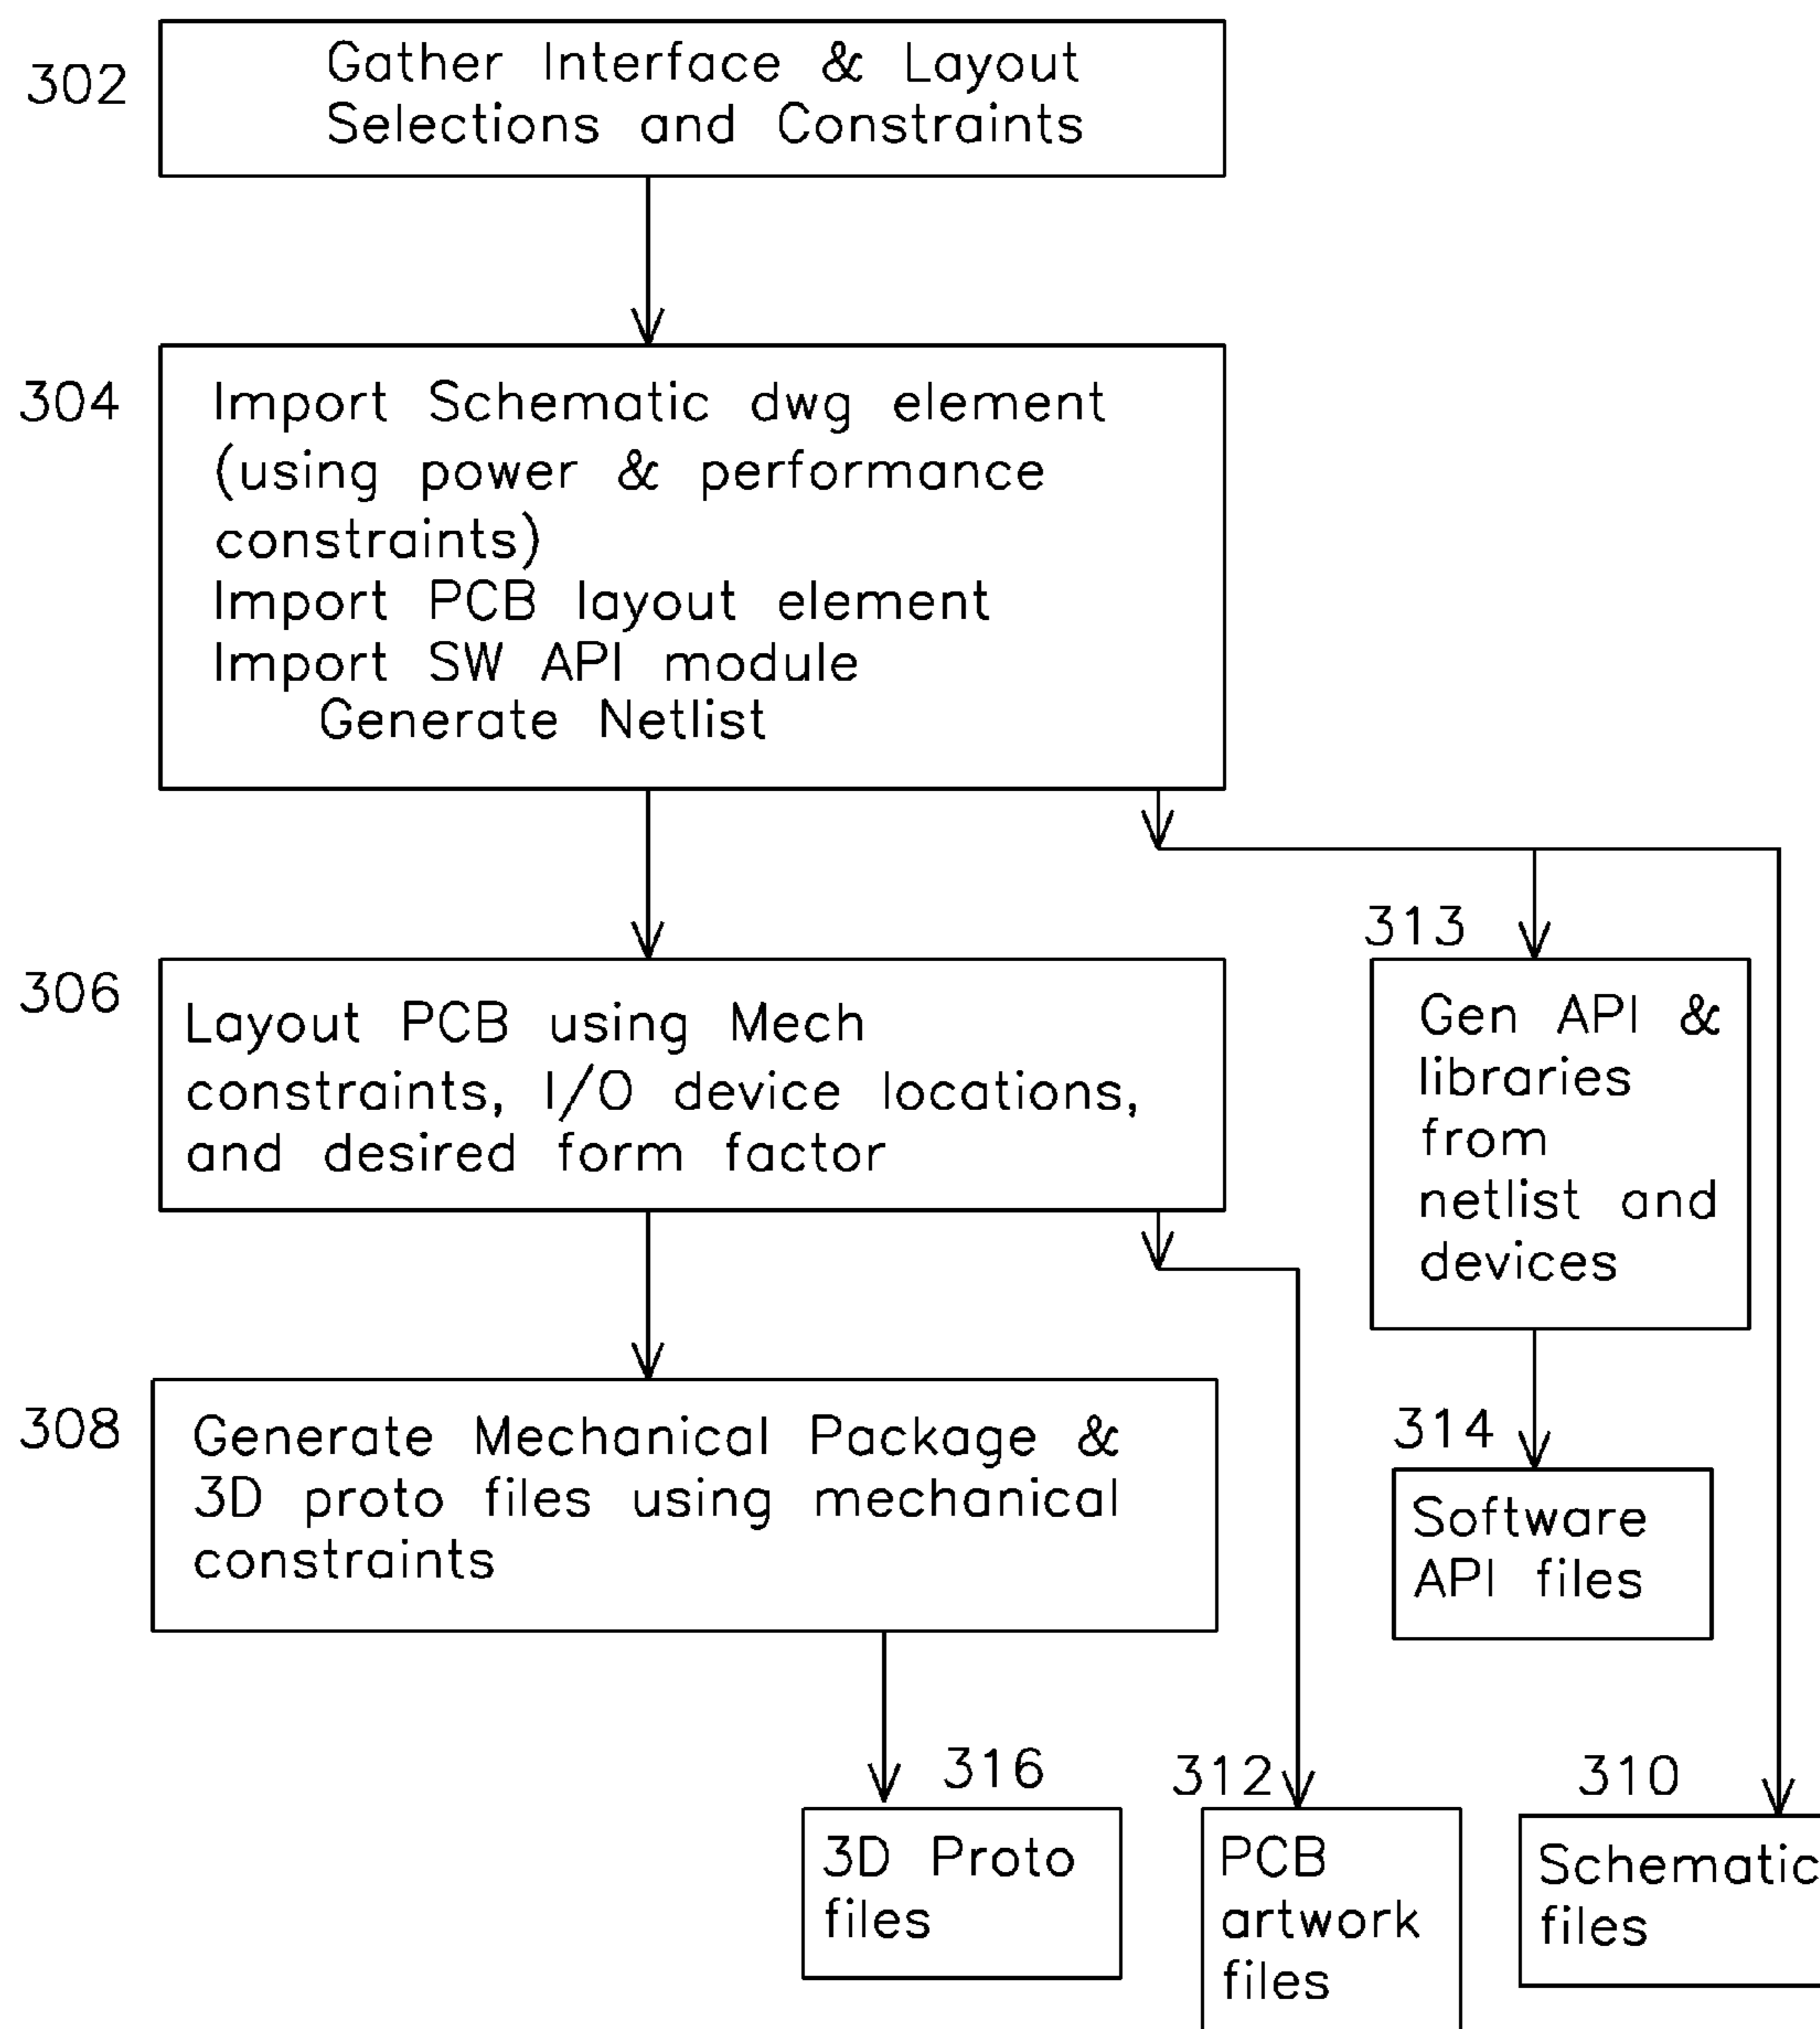 302
Gather Interface & Layout
Selections and Constraints
304
Import Schematic dwg element
(using power & performance
constraints)
Import PCB layout element
Import SW API module
Generate Netlist
306
Layout PCB using Mech
constraints, I/O device locations,
and desired form factor
313
Gen API &
libraries
from
netlist and
devices
308
Generate Mechanical Package &
3D proto files using mechanical
constraints
314
Software
API files
316
3D Proto
files
312
PCB
artwork
files
310
Schematic
files